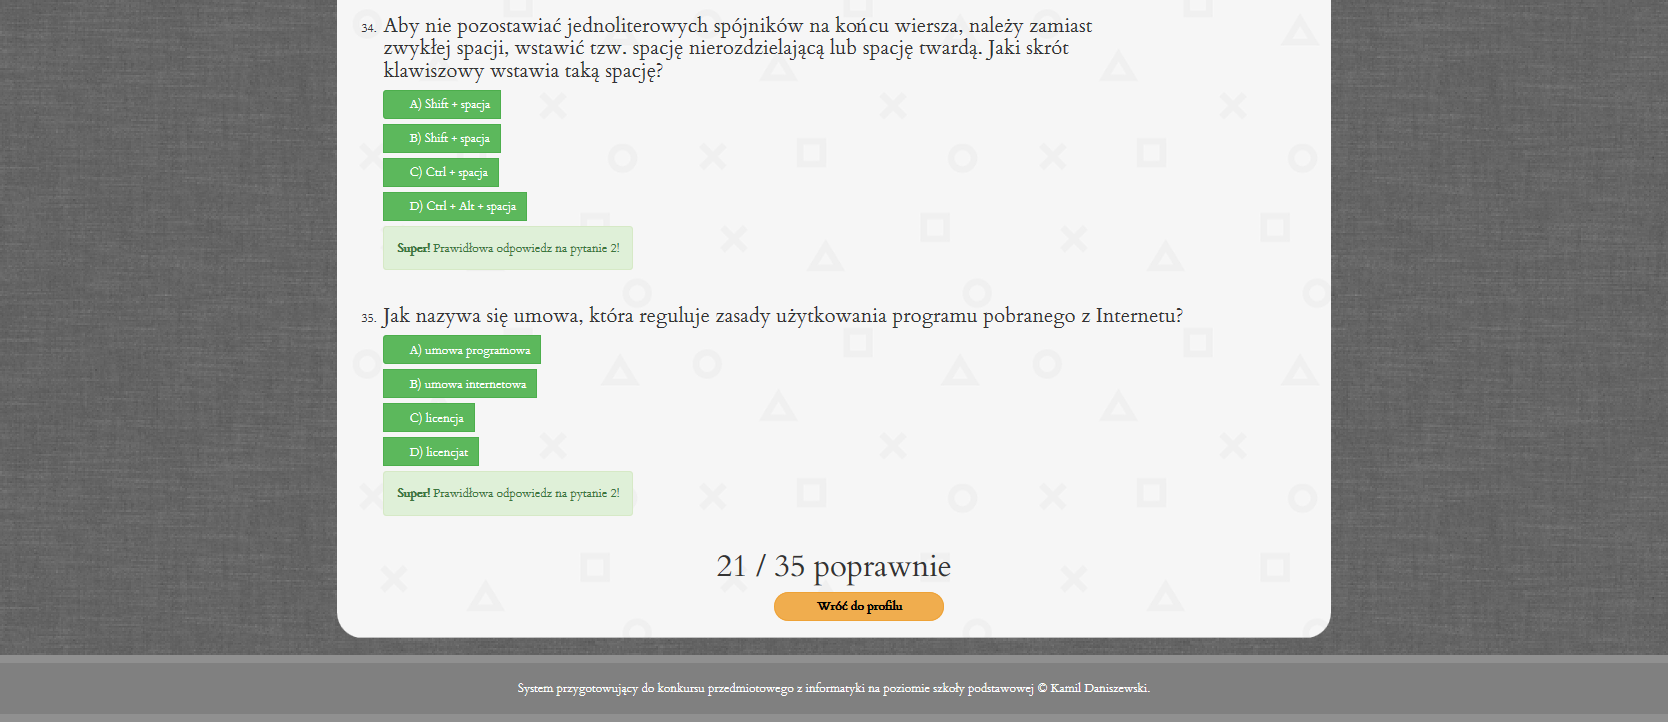 34. Aby nie pozostawiać jednoliterowych spójników na końcu wiersza, należy zamiast
zwykłej spacji, wstawić tzw. spację nierozdzielającą lub spację twardą. Jaki skrót
klawiszowy wstawia taką spację?
A) Shift + spacja
B) Shift + spacja
C) Ctrl + spacja
D) Ctrl + Alt + spacja
Super! Prawidłowa odpowiedz na pytanie 2!
35. Jak nazywa się umowa, która reguluje zasady użytkowania programu pobranego z Internetu?
A) umowa programowa
B) umowa internetowa
C) licencja
D) licencjat
Super! Prawidłowa odpowiedz na pytanie 2!
21 / 35 poprawnie
Wróć do profilu
System przygotowujący do konkursu przedmiotowego z informatyki na poziomie szkoły podstawowej © Kamil Daniszewski.